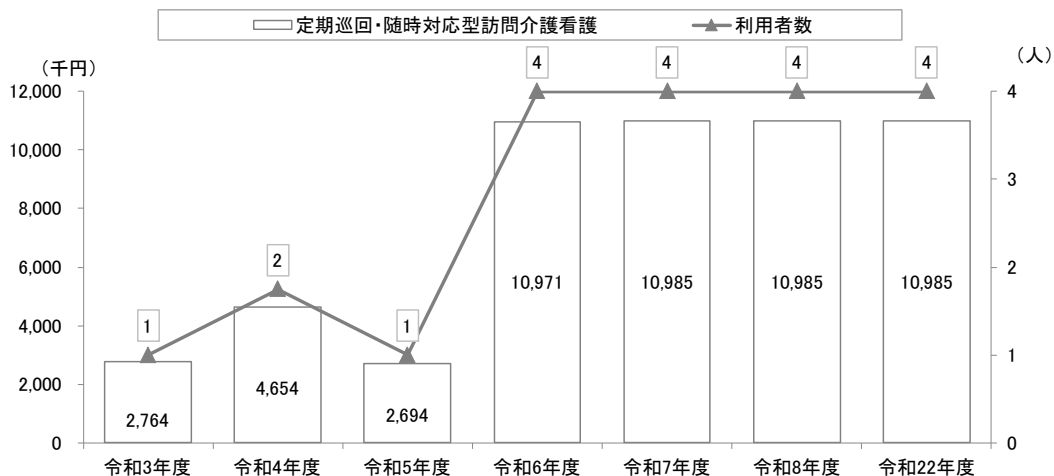 定期巡回・随時対応型訪問介護看護 利用者数
（千円） （人）
12,000
10,000
8,000
6,000
4,000
2,000
0
4
3
2
1
0
1 2 1 4 4 4 4
2,764 4,654 2,694 10,971 10,985 10,985 10,985
令和3年度 令和4年度 令和5年度 令和6年度 令和7年度 令和8年度 令和22年度